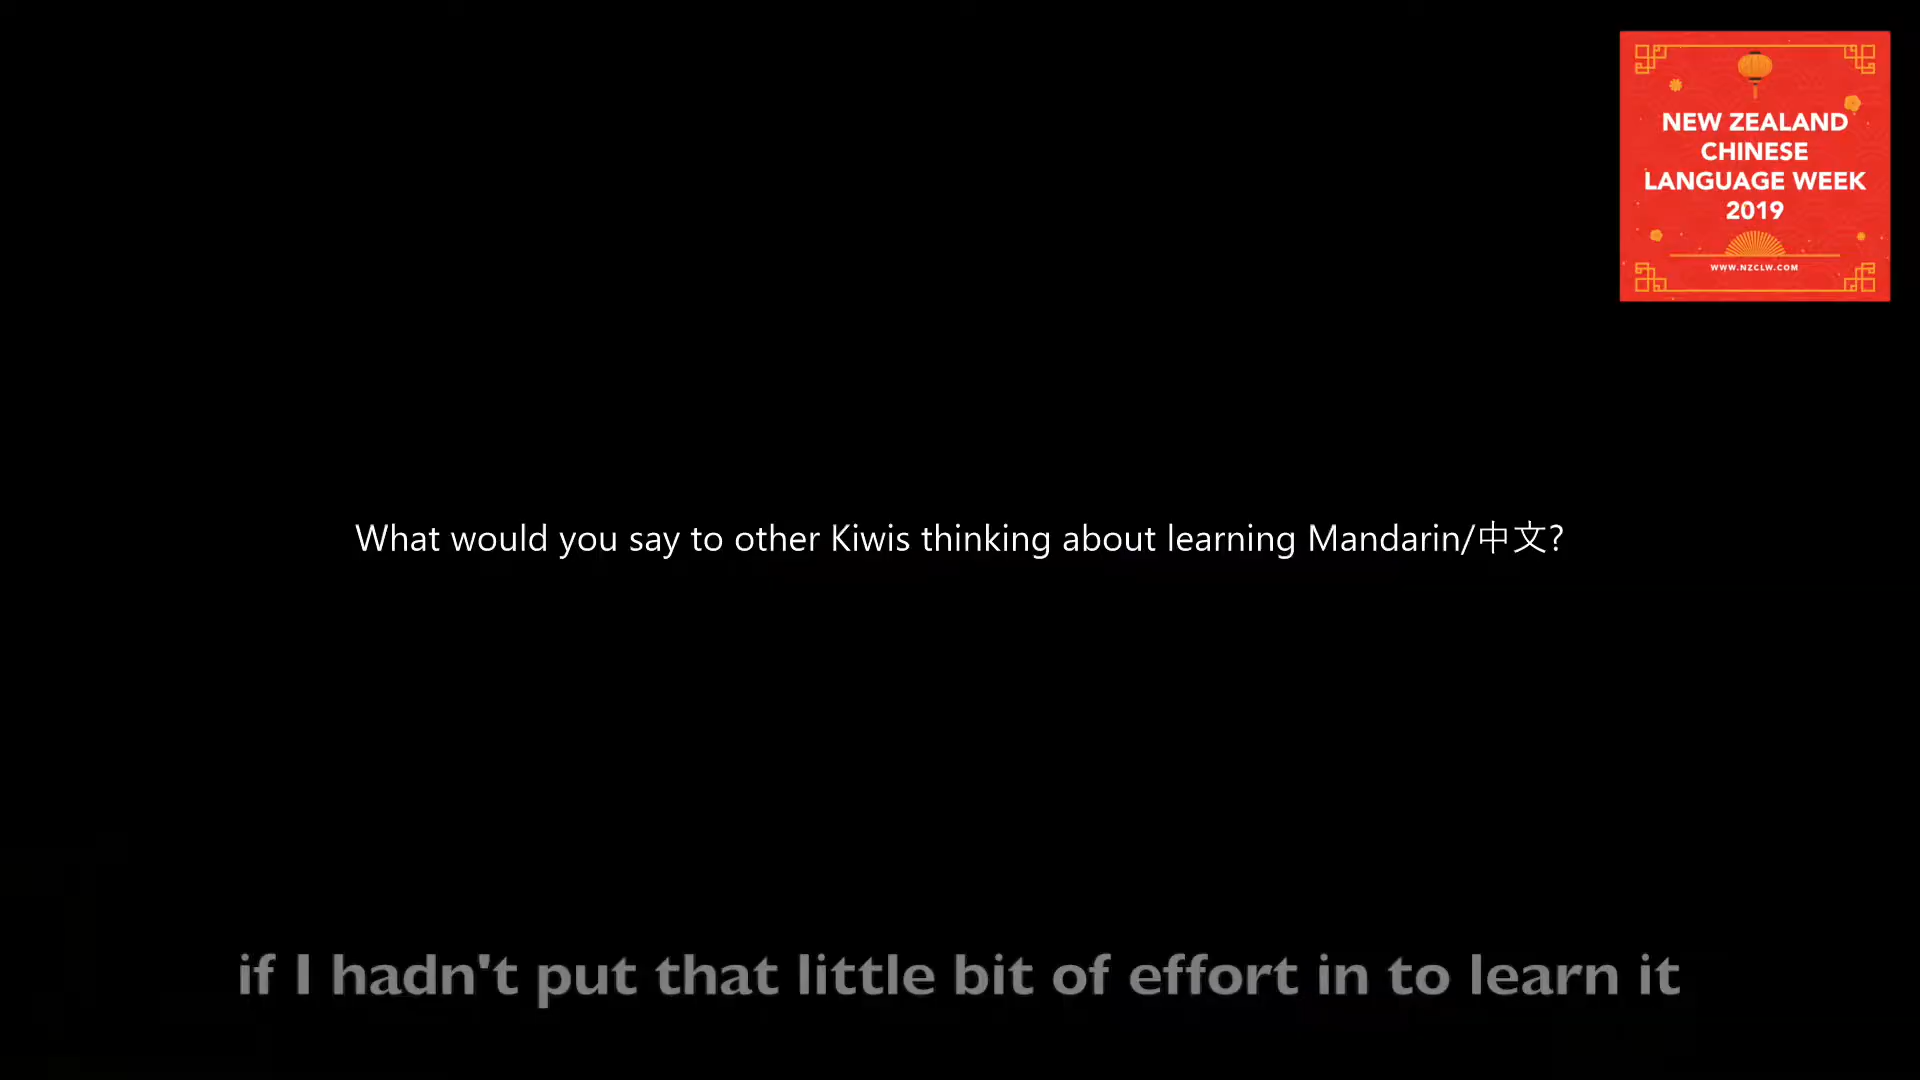 NEW ZEALAND
CHINESE
LANGUAGE WEEK
2019
WWW.NZCLW.COM
What would you say to other Kiwis thinking about learning Mandarin/中文?
if I hadn't put that little bit of effort in to learn it